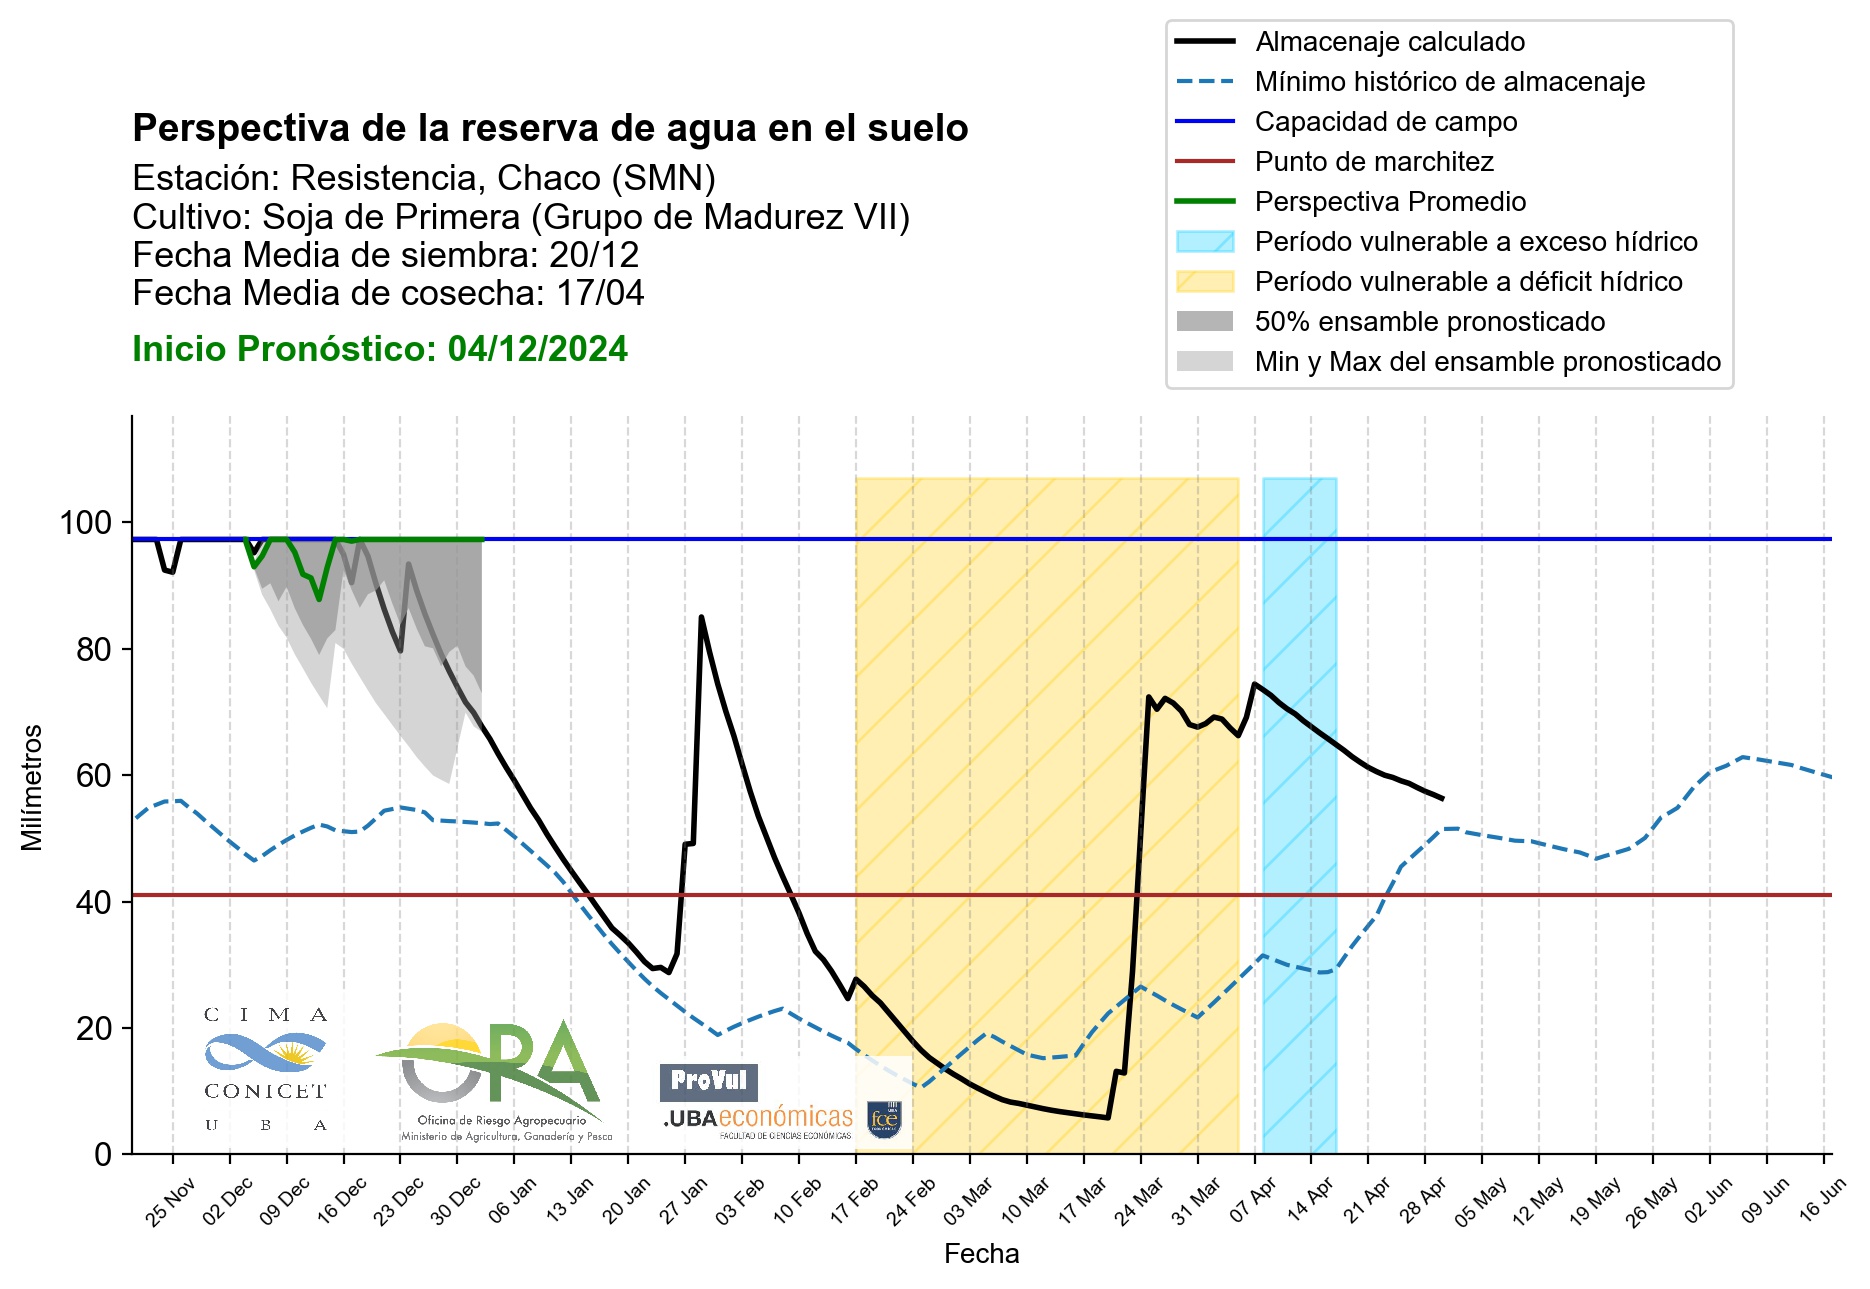 Almacenaje calculado
Mínimo histórico de almacenaje
Capacidad de campo
Punto de marchitez
Perspectiva Promedio
Período vulnerable a exceso hídrico
Período vulnerable a déficit hídrico
50% ensamble pronosticado
Min y Max del ensamble pronosticado
Perspectiva de la reserva de agua en el suelo
Estación: Resistencia, Chaco (SMN)
Cultivo: Soja de Primera (Grupo de Madurez VII)
Fecha Media de siembra: 20/12
Fecha Media de cosecha: 17/04
Inicio Pronóstico: 04/12/2024
Milímetros
100
80
60
40
20
0
CIMA
CONICET
UBA
ORA
Oficina de Riesgo Agropecuario
Ministerio de Agricultura, Ganadería y Pesca
ProVul
.UBAeconómicas
FACULTAD DE CIENCIAS ECONÓMICAS
UBA
fce
ECONÓMICAS
25 Nov
02 Dec
09 Dec
16 Dec
23 Dec
30 Dec
06 Jan
13 Jan
20 Jan
27 Jan
03 Feb
10 Feb
17 Feb
24 Feb
03 Mar
10 Mar
17 Mar
24 Mar
31 Mar
07 Apr
14 Apr
21 Apr
28 Apr
05 May
12 May
19 May
26 May
02 Jun
09 Jun
16 Jun
Fecha